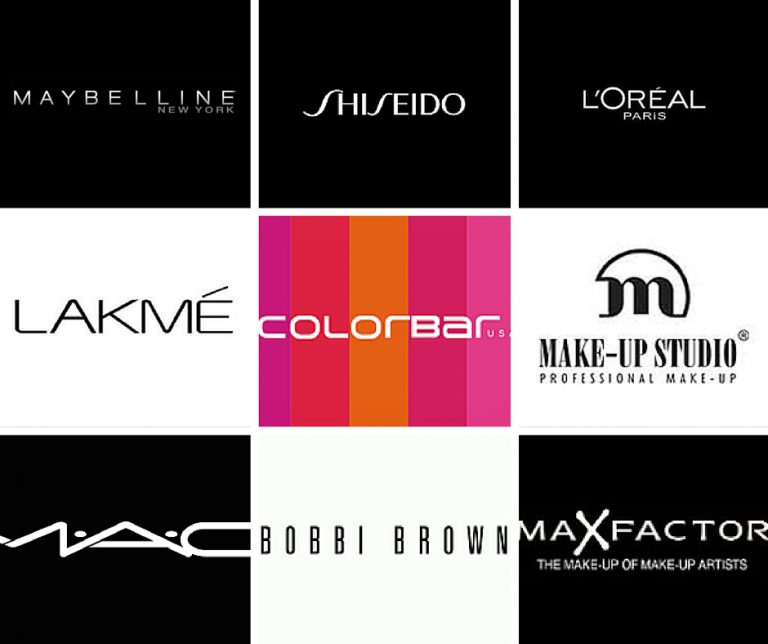 MAYBELLINE
NEW YORK
SHISEIDO
L'ORÉAL
PARIS
LAKMÉ
COLORBAR
US
m
MAKE-UP STUDIO®
PROFESSIONAL MAKE-UP
M·A·C
BOBBI BROWN
MAXFACTOR
THE MAKE-UP OF MAKE-UP ARTISTS